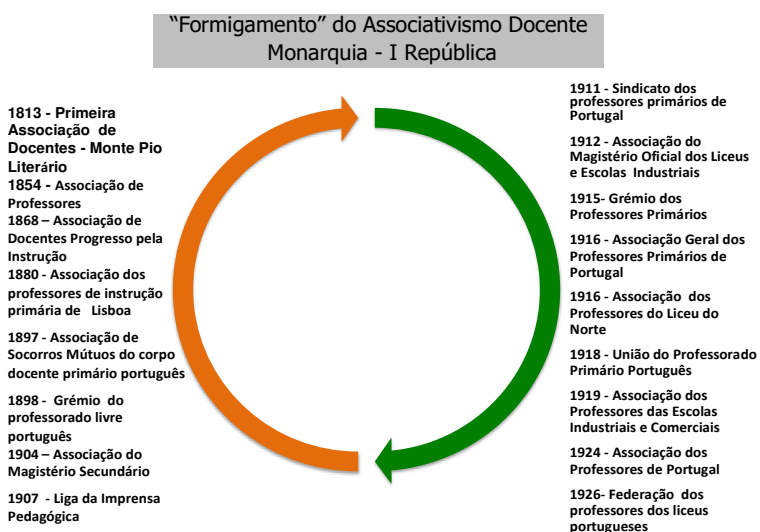 “Formigamento” do Associativismo Docente
Monarquia - I República
1813 - Primeira
Associação de
Docentes - Monte Pio
Literário
1854 - Associação de
Professores
1868 – Associação de
Docentes Progresso pela
Instrução
1880 - Associação dos
professores de instrução
primária de Lisboa
1897 - Associação de
Socorros Mútuos do corpo
docente primário português
1898 - Grémio do
professorado livre
português
1904 – Associação do
Magistério Secundário
1907 - Liga da Imprensa
Pedagógica
1911 - Sindicato dos
professores primários de
Portugal
1912 - Associação do
Magistério Oficial dos Liceus
e Escolas Industriais
1915- Grémio dos
Professores Primários
1916 - Associação Geral dos
Professores Primários de
Portugal
1916 - Associação dos
Professores do Liceu do
Norte
1918 - União do Professorado
Primário Português
1919 - Associação dos
Professores das Escolas
Industriais e Comerciais
1924 - Associação dos
Professores de Portugal
1926- Federação dos
professores dos liceus
portugueses